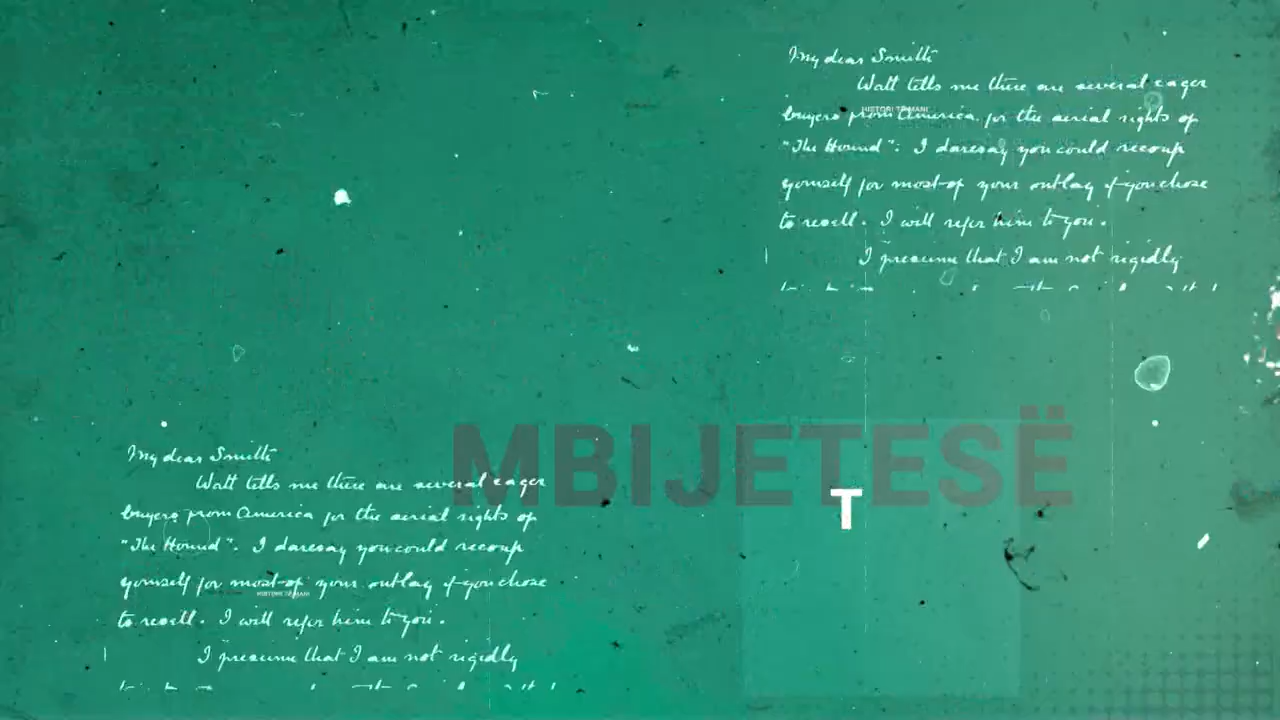 My dear Smith
Watt tells me there are several eager
buyers from America for the aerial rights of
"The Hound". I daresay you could recoup
yourself for most of your outlay if you chose
to resell. I will refer him to you.
I presume that I am not rigidly
MBIJETESË
T
My dear Smith
Watt tells me there are several eager
buyers from America for the aerial rights of
"The Hound". I daresay you could recoup
yourself for most of your outlay if you chose
to resell. I will refer him to you.
I presume that I am not rigidly